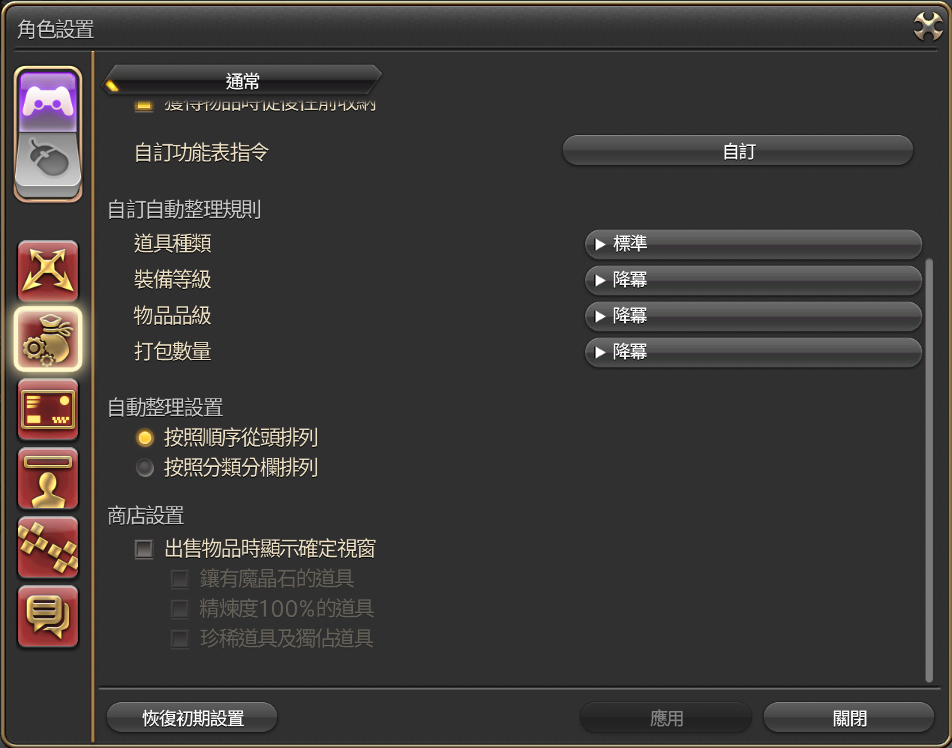 角色設置
通常
獲得物品時從後往前收納
自訂功能表指令
自訂
自訂自動整理規則
道具種類
標準
裝備等級
降冪
物品品級
降冪
打包數量
降冪
自動整理設置
按照順序從頭排列
按照分類分欄排列
商店設置
出售物品時顯示確定視窗
鑲有魔晶石的道具
精煉度100%的道具
珍稀道具及獨佔道具
恢復初期設置
應用
關閉